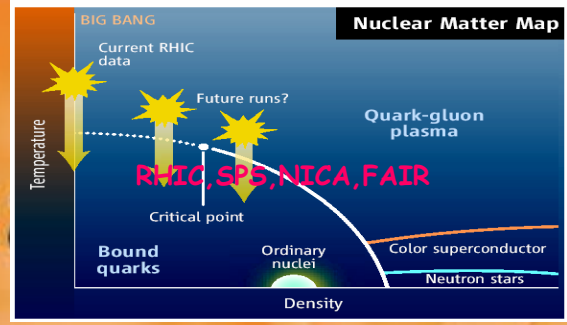 BIG BANG
Nuclear Matter Map
Current RHIC
data
Future runs?
Quark-gluon
plasma
Temperature
RHIC,SPS,NICA,FAIR
Critical point
Bound
quarks
Ordinary
nuclei
Color superconductor
Neutron stars
Density